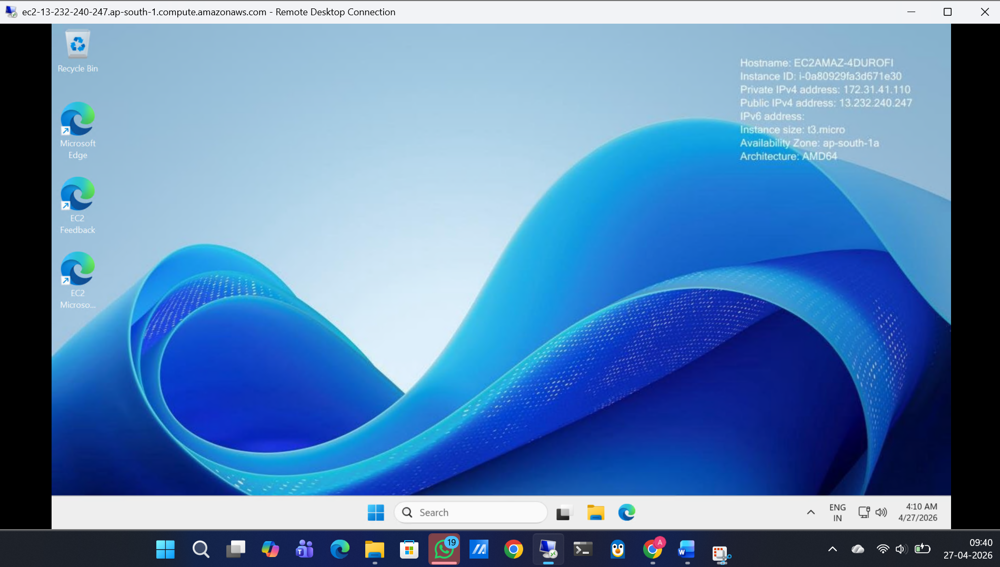 ec2-13-232-240-247.ap-south-1.compute.amazonaws.com - Remote Desktop Connection
Recycle Bin
Microsoft
Edge
EC2
Feedback
EC2
Microso...
Hostname: EC2AMAZ-4DUROFI
Instance ID: i-0a80929fa3d671e30
Private IPv4 address: 172.31.41.110
Public IPv4 address: 13.232.240.247
IPv6 address:
Instance size: t3.micro
Availability Zone: ap-south-1a
Architecture: AMD64
Search
ENG
IN
4:10 AM
4/27/2026
19
A
09:40
27-04-2026